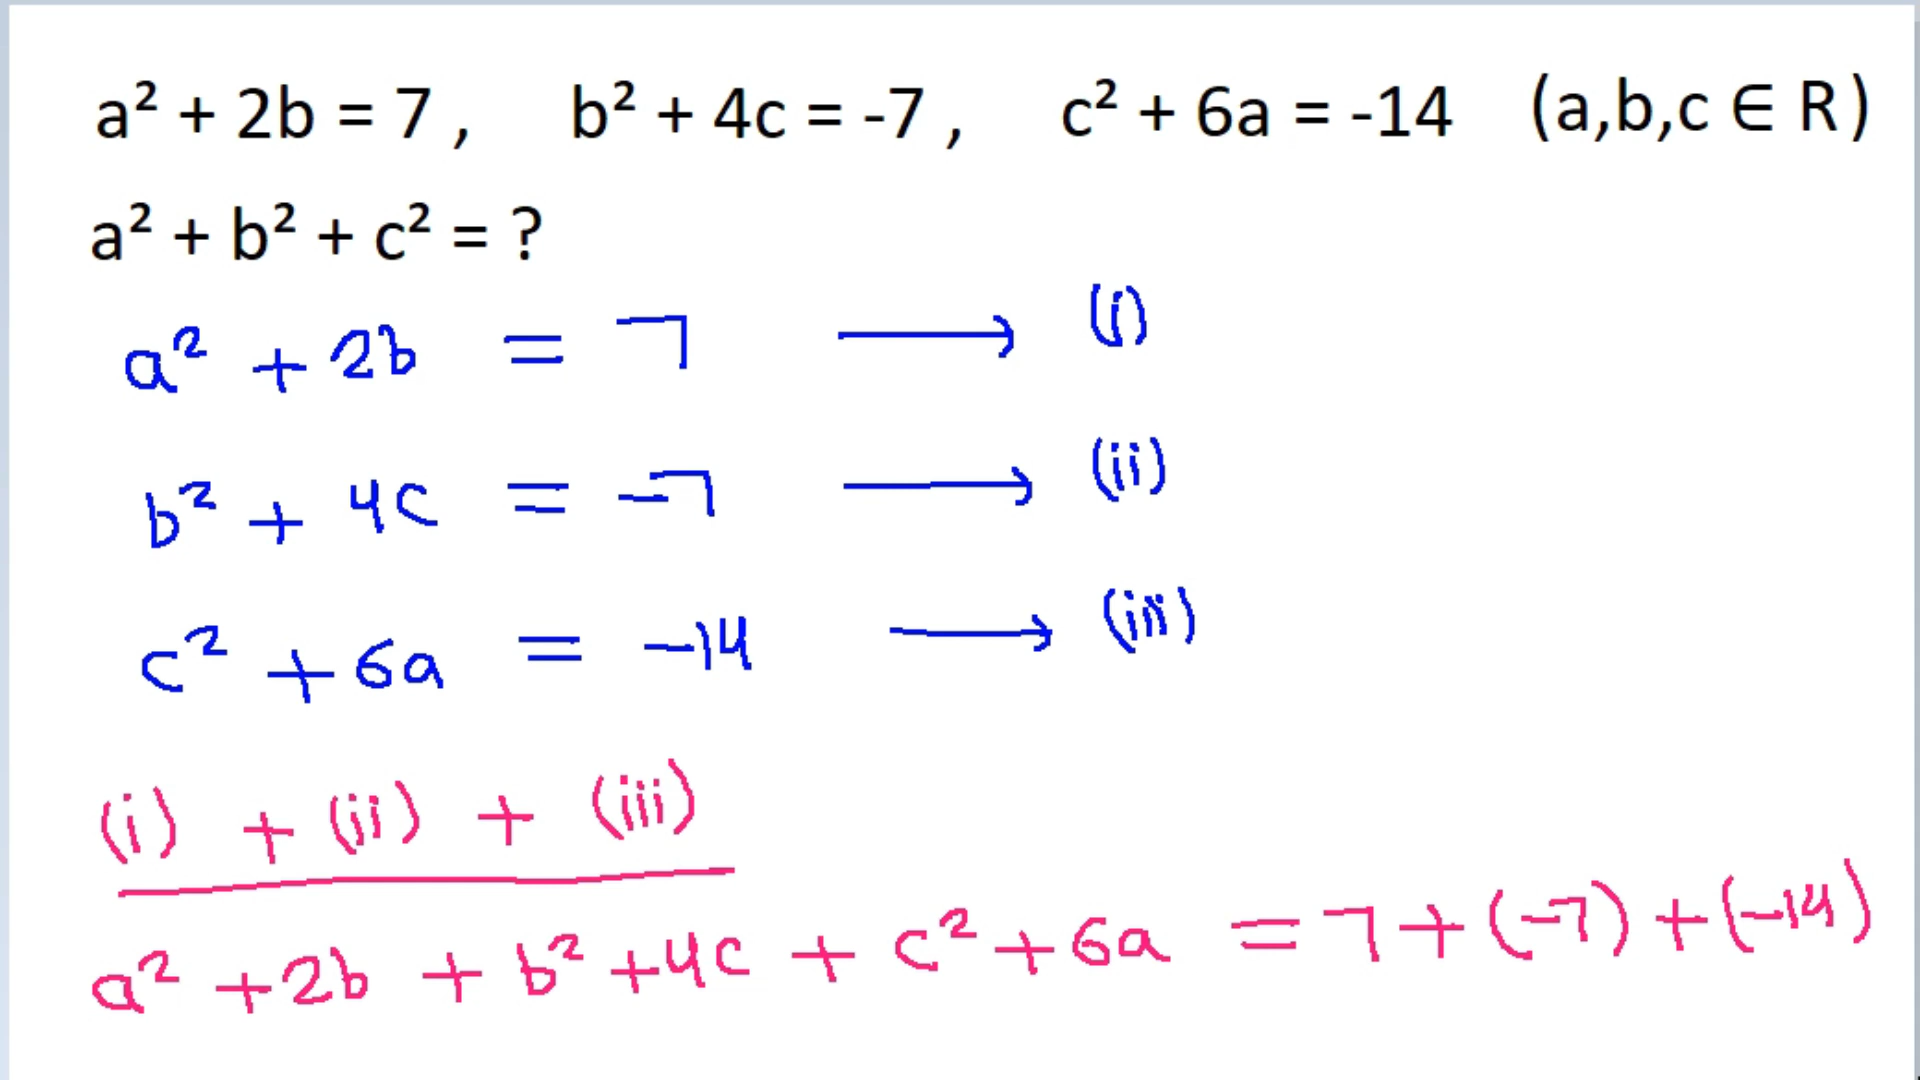 a² + 2b = 7 , b² + 4c = -7 , c² + 6a = -14 (a,b,c ∈ R)
a² + b² + c² = ?
a² + 2b = 7 ⟶ (i)
b² + 4c = -7 ⟶ (ii)
c² + 6a = -14 ⟶ (iii)
(i) + (ii) + (iii)
a² + 2b + b² + 4c + c² + 6a = 7 + (-7) + (-14)